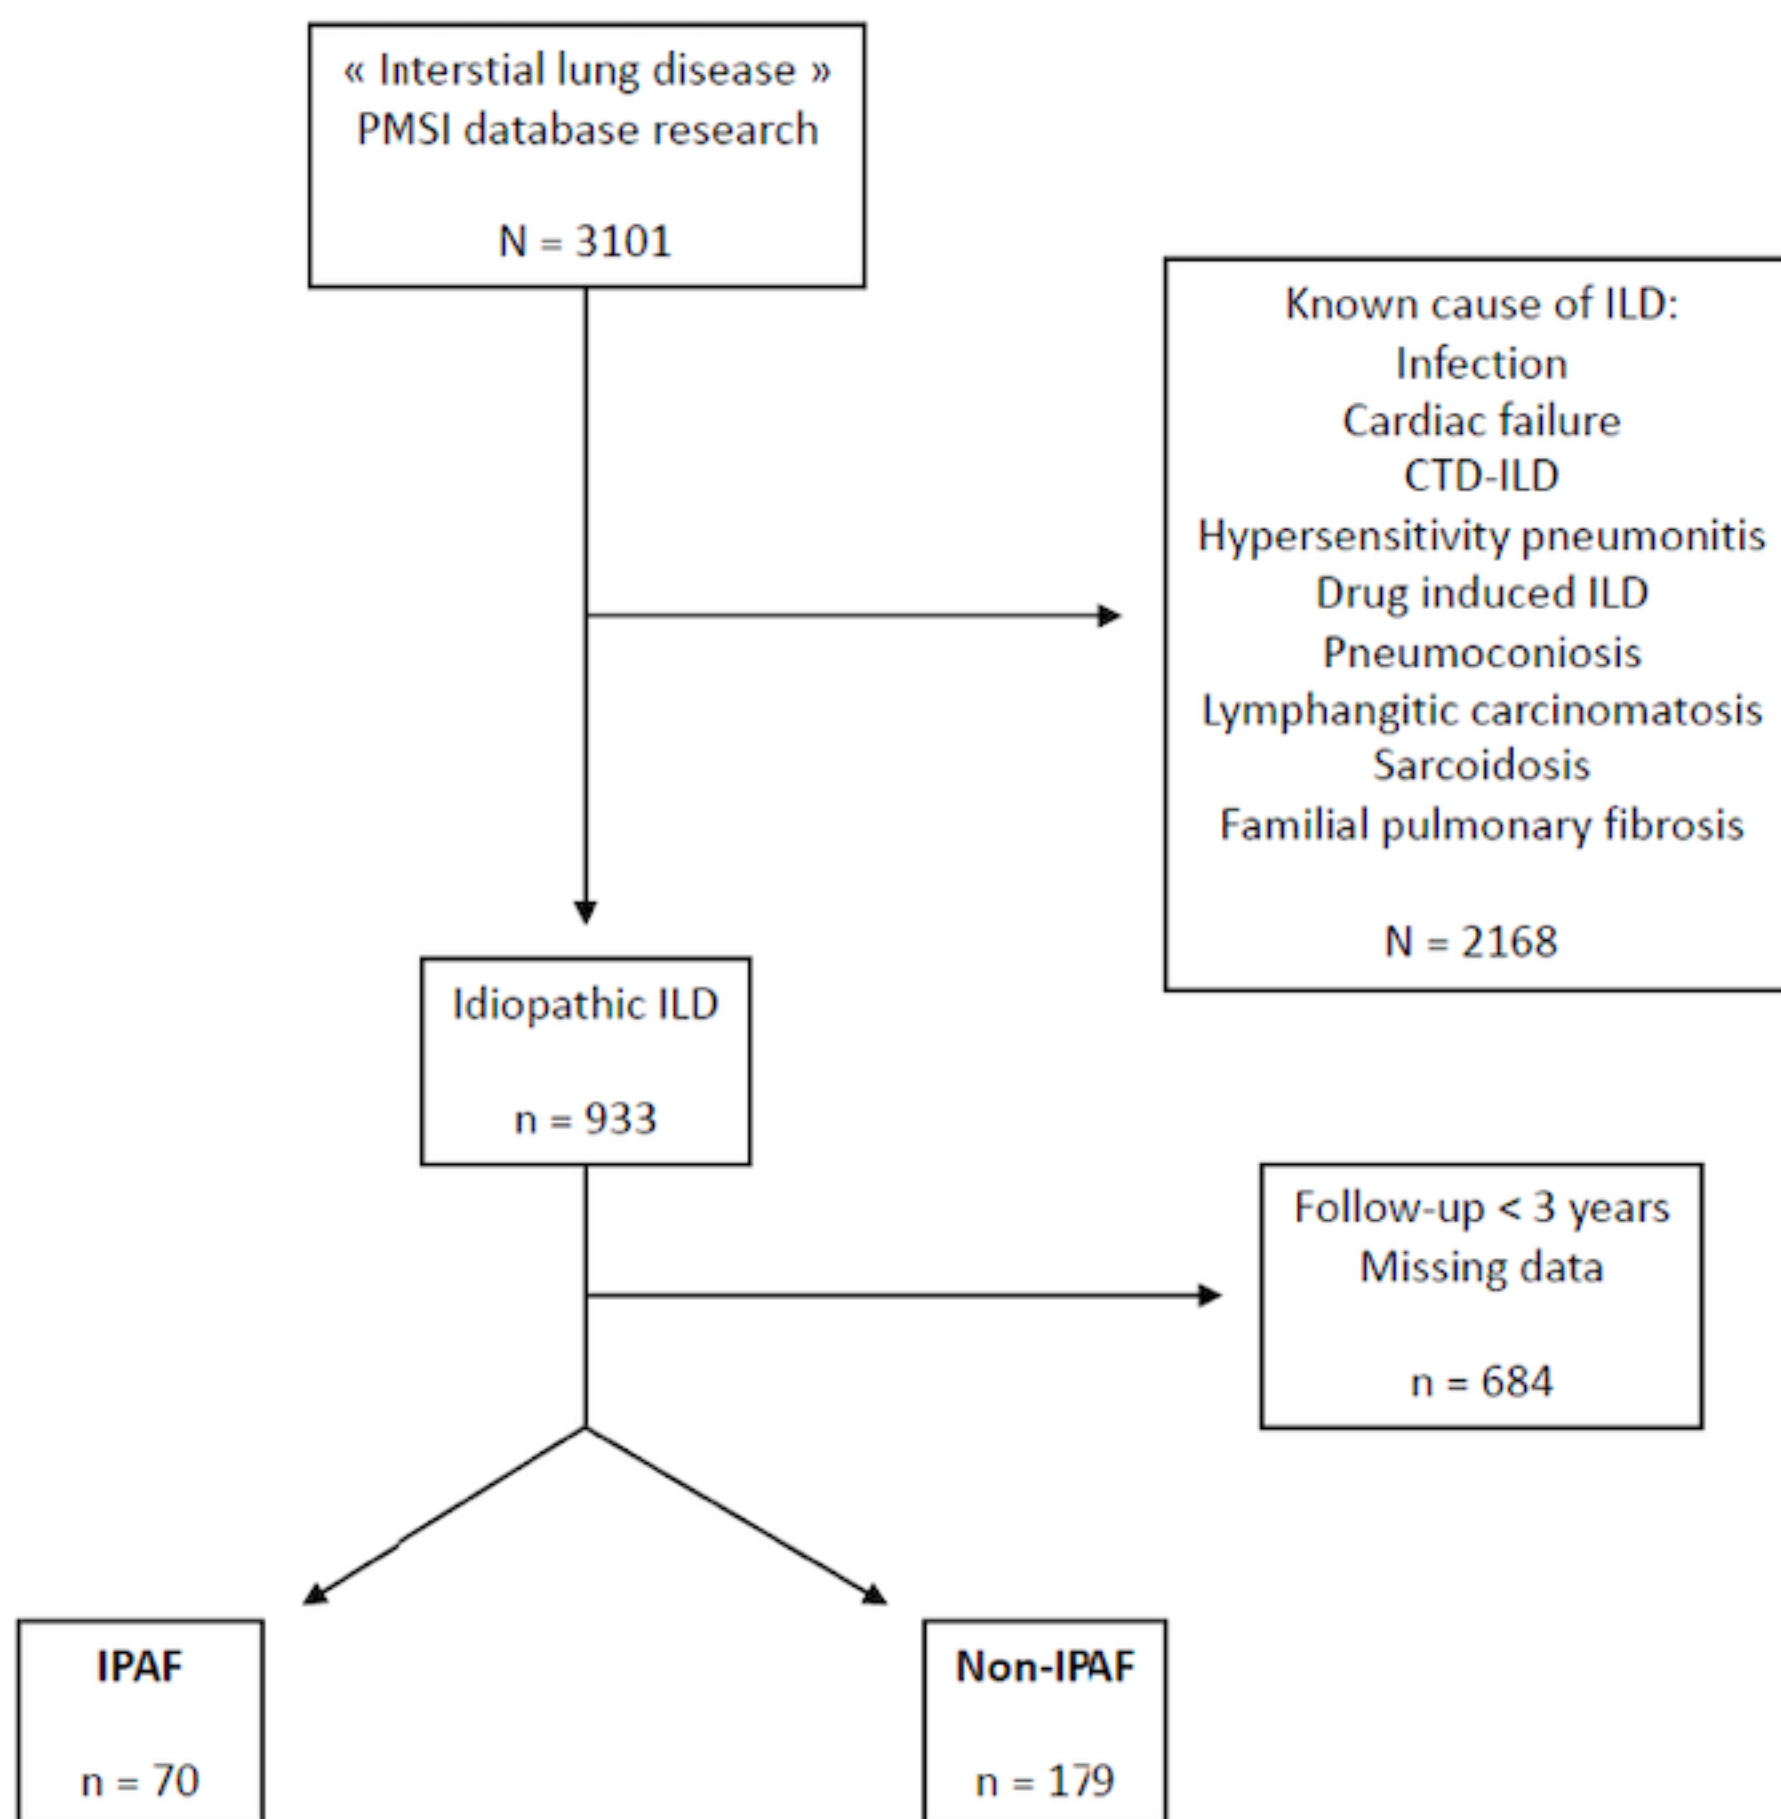 « Interstial lung disease »
PMSI database research
N = 3101
Known cause of ILD:
Infection
Cardiac failure
CTD-ILD
Hypersensitivity pneumonitis
Drug induced ILD
Pneumoconiosis
Lymphangitic carcinomatosis
Sarcoidosis
Familial pulmonary fibrosis
N = 2168
Idiopathic ILD
n = 933
Follow-up < 3 years
Missing data
n = 684
IPAF
n = 70
Non-IPAF
n = 179